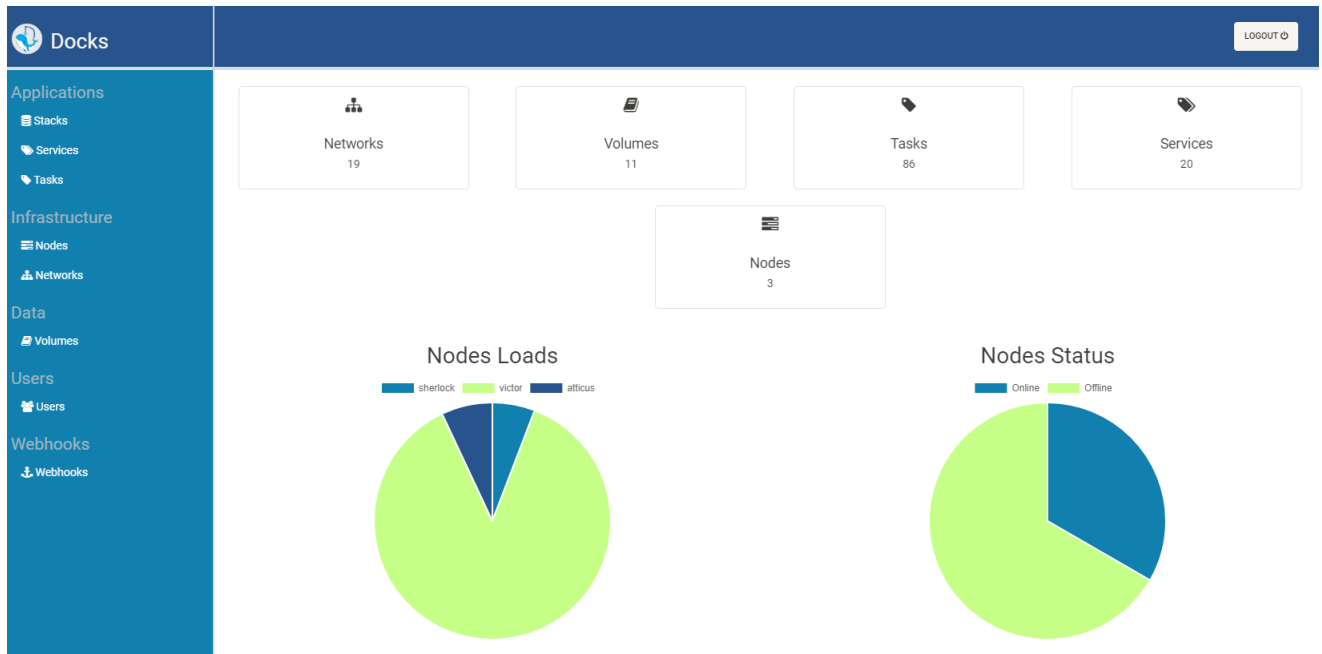 Docks
LOGOUT
Applications
Stacks
Services
Tasks
Infrastructure
Nodes
Networks
Data
Volumes
Users
Users
Webhooks
Webhooks
Networks
19
Volumes
11
Tasks
86
Services
20
Nodes
3
Nodes Loads
sherlock victor atticus
Nodes Status
Online Offline